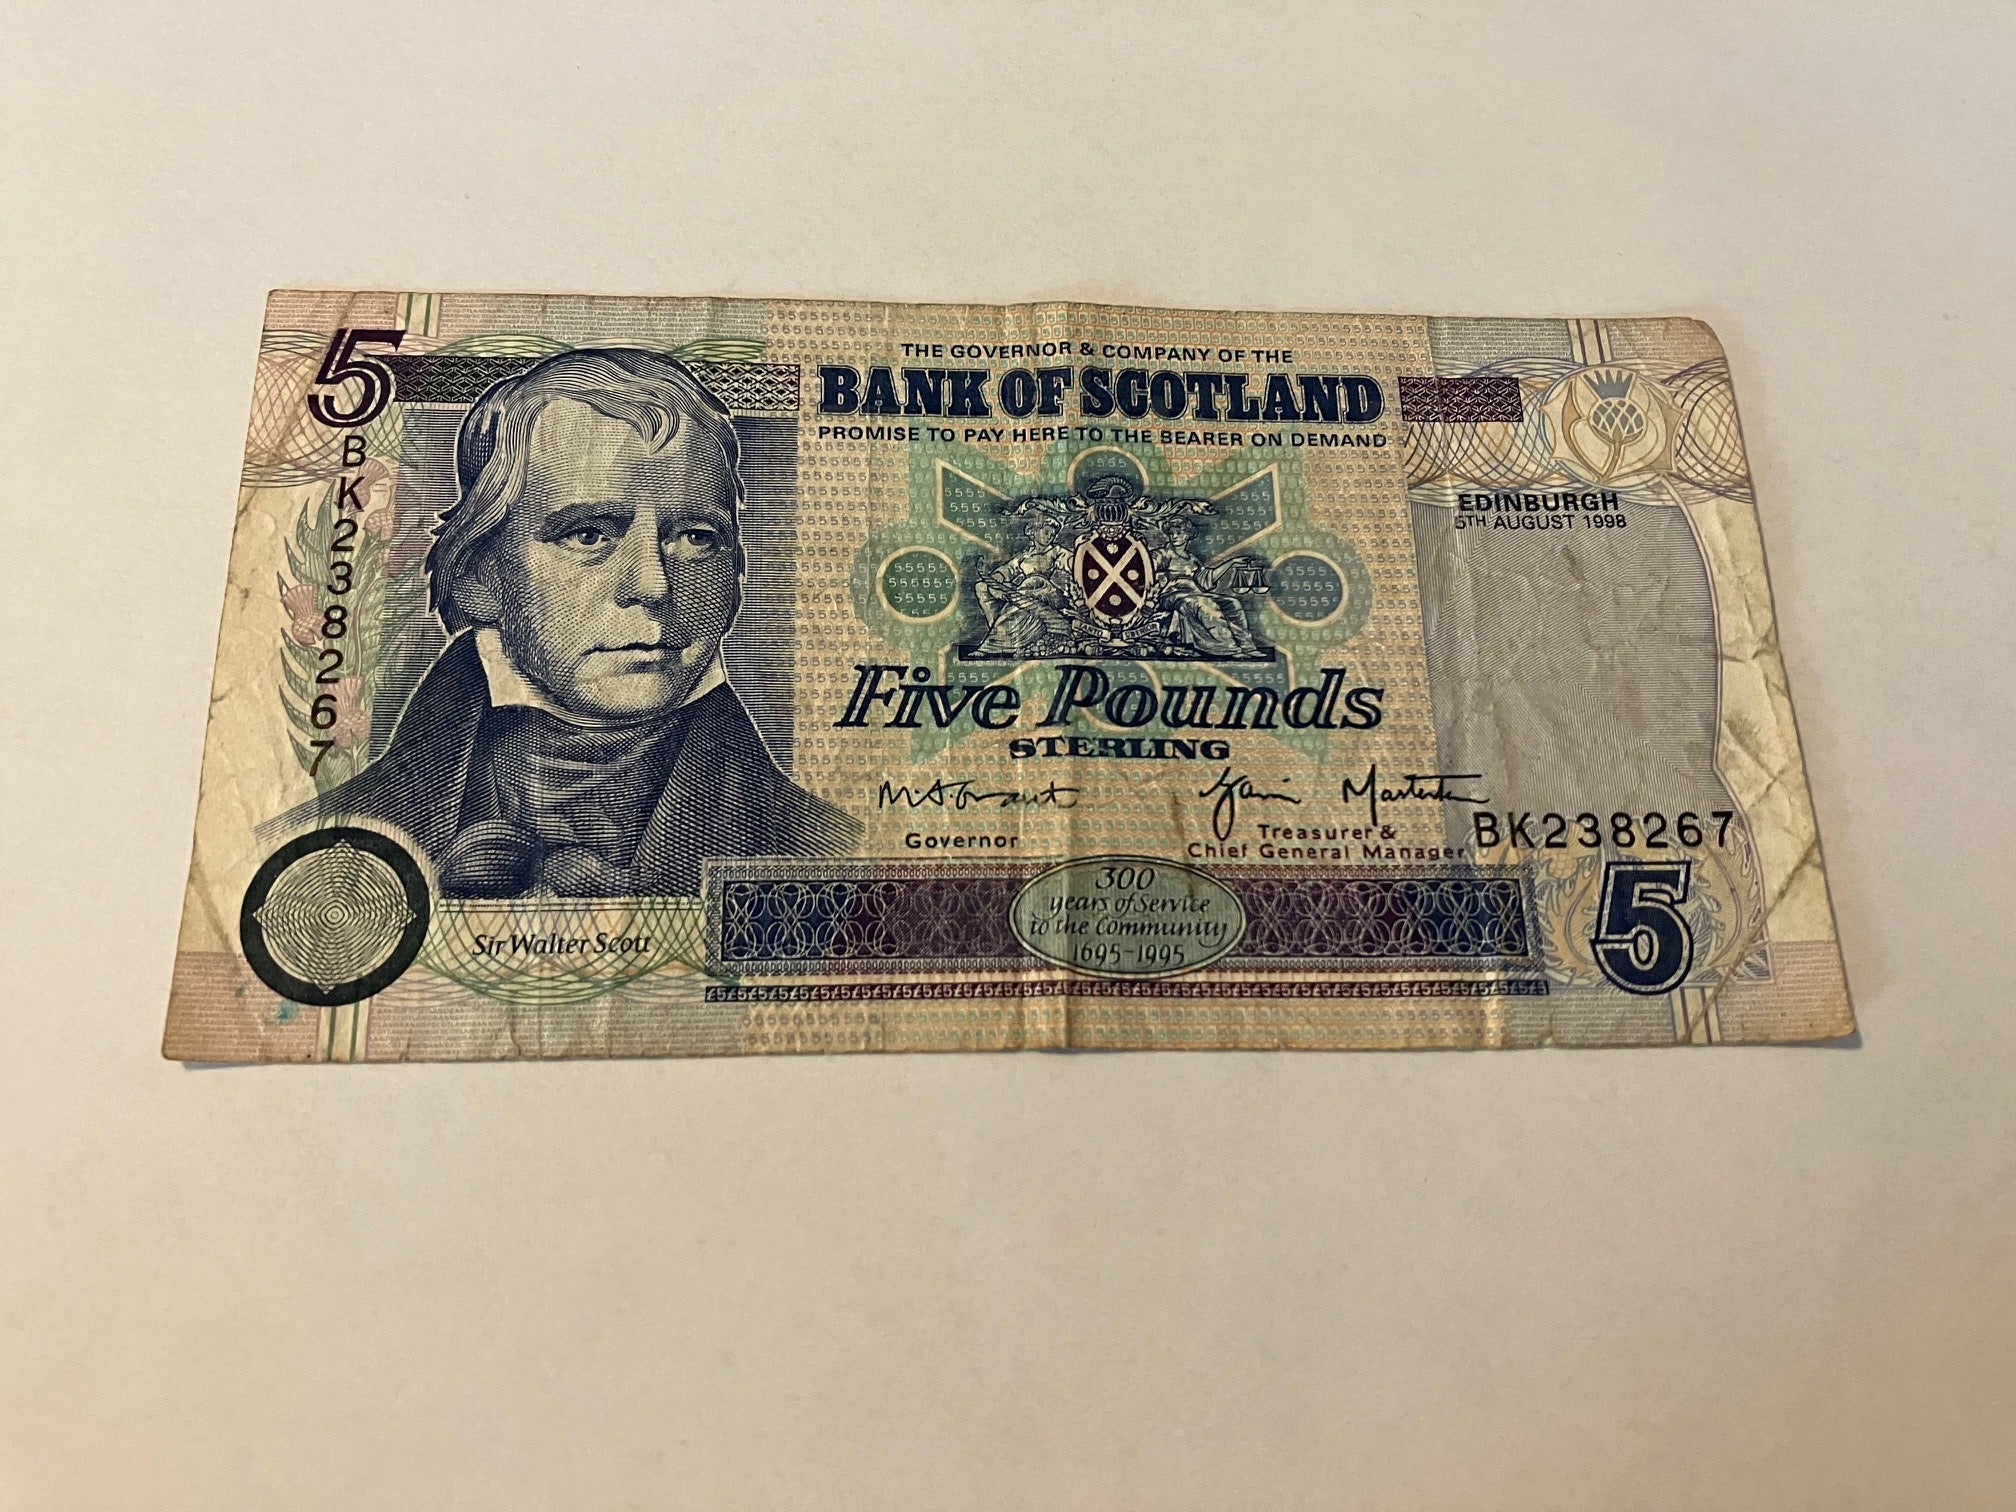 5
THE GOVERNOR & COMPANY OF THE
BANK OF SCOTLAND
PROMISE TO PAY HERE TO THE BEARER ON DEMAND
BK238267
EDINBURGH
5TH AUGUST 1998
Five Pounds
STERLING
Governor
Treasurer &
Chief General Manager
BK238267
300
years of Service
to the Community
1695-1995
Sir Walter Scott
5